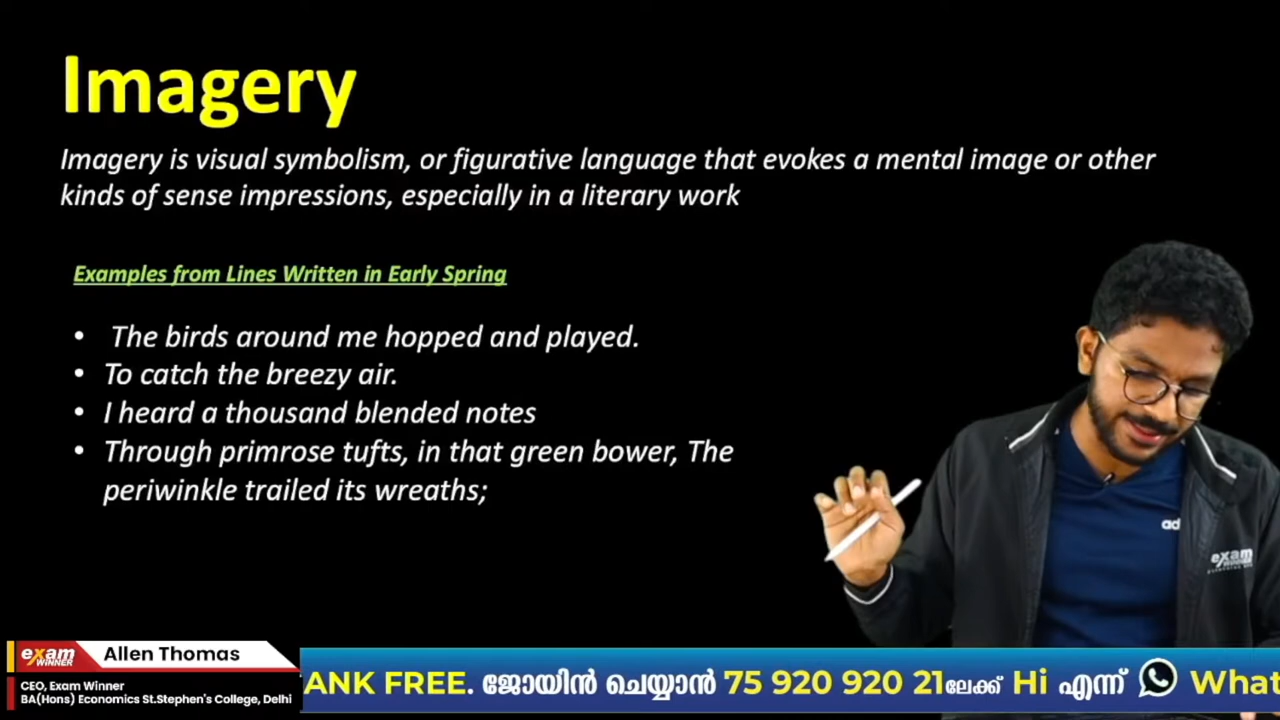 Imagery
Imagery is visual symbolism, or figurative language that evokes a mental image or other
kinds of sense impressions, especially in a literary work
Examples from Lines Written in Early Spring
• The birds around me hopped and played.
• To catch the breezy air.
• I heard a thousand blended notes
• Through primrose tufts, in that green bower, The
periwinkle trailed its wreaths;
ad
exam
WINNER
exam
WINNER
Allen Thomas
CEO, Exam Winner
BA(Hons) Economics St.Stephen's College, Delhi
ANK FREE. ജോയിൻ ചെയ്യാൻ 75 920 920 21ലേക്ക് Hi എന്ന് What